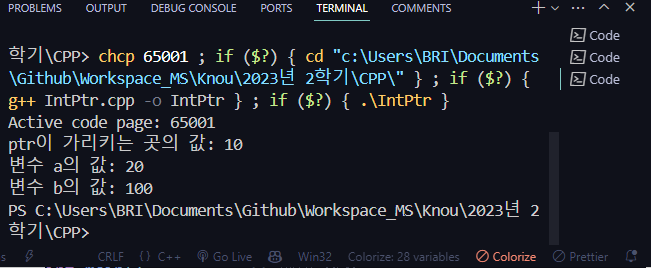 PROBLEMS OUTPUT DEBUG CONSOLE TERMINAL PORTS COMMENTS
학기\CPP> chcp 65001 ; if ($?) { cd "c:\Users\BRI\Documents
\Github\Workspace_MS\Knou\2023년 2학기\CPP\" } ; if ($?) {
g++ IntPtr.cpp -o IntPtr } ; if ($?) { .\IntPtr }
Active code page: 65001
ptr이 가리키는 곳의 값: 10
변수 a의 값: 20
변수 b의 값: 100
PS C:\Users\BRI\Documents\Github\Workspace_MS\Knou\2023년 2
학기\CPP>
Code
Code
Code
CRLF {} C++ Go Live Win32 Colorize: 28 variables Colorize Prettier